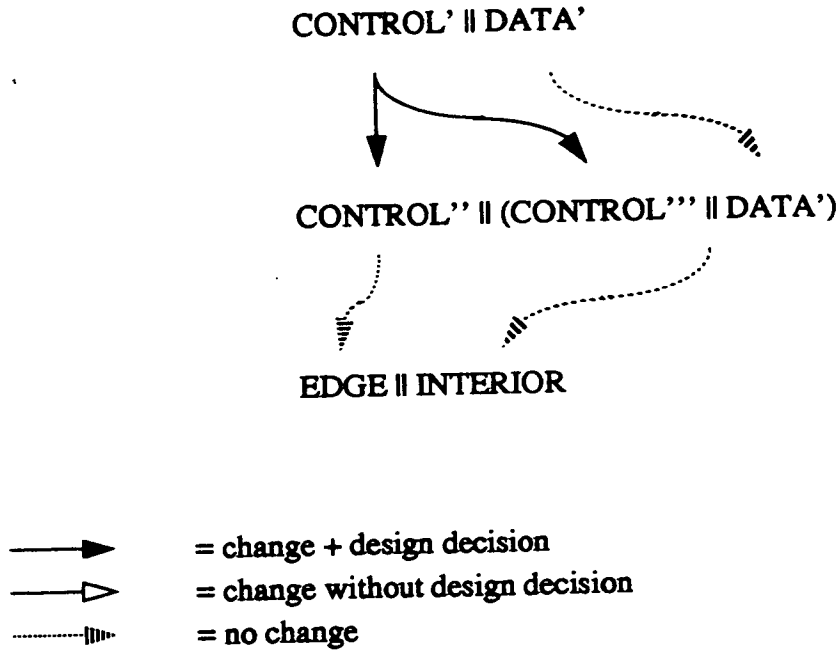 CONTROL' || DATA'
CONTROL'' || (CONTROL''' || DATA')
EDGE || INTERIOR
= change + design decision
= change without design decision
= no change